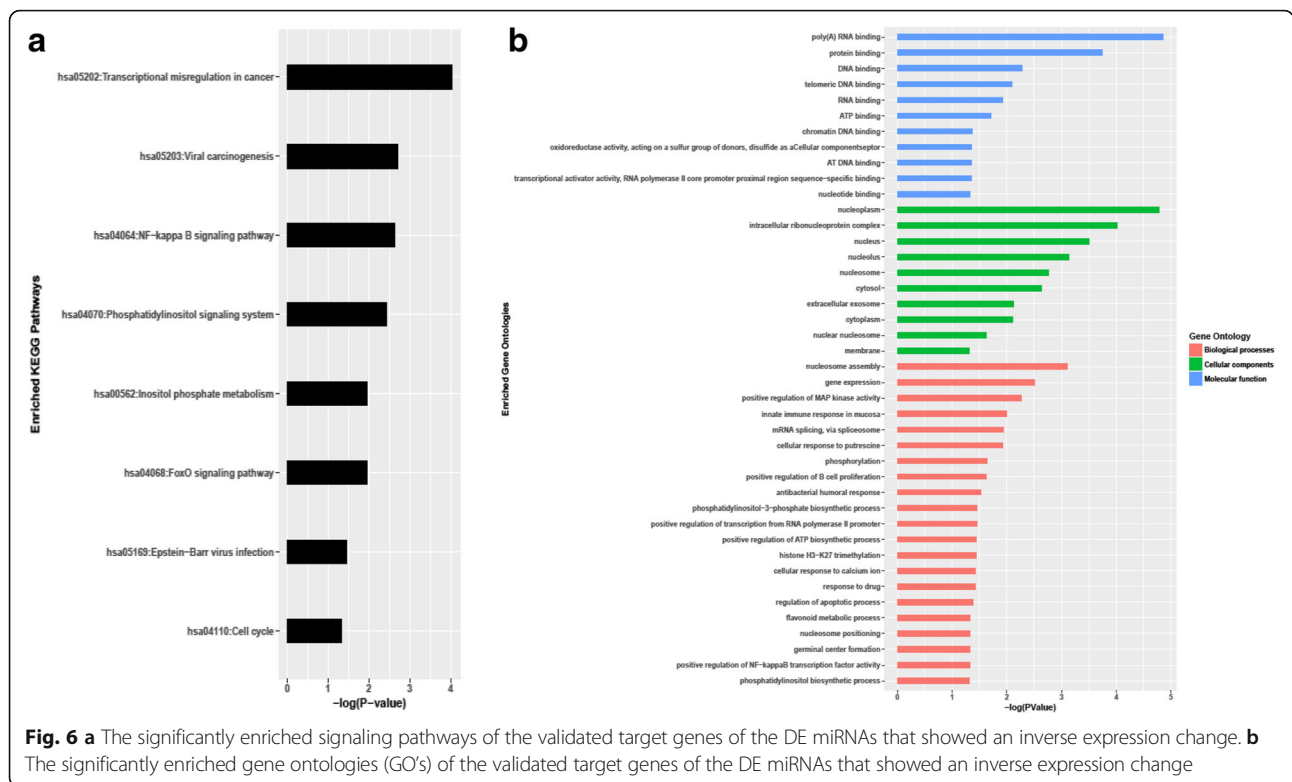 a
Enriched KEGG Pathways
hsa05202:Transcriptional misregulation in cancer
hsa05203:Viral carcinogenesis
hsa04064:NF−kappa B signaling pathway
hsa04070:Phosphatidylinositol signaling system
hsa00562:Inositol phosphate metabolism
hsa04068:FoxO signaling pathway
hsa05169:Epstein−Barr virus infection
hsa04110:Cell cycle
0 1 2 3 4
−log(P−value)
b
Enriched Gene Ontologies
poly(A) RNA binding
protein binding
DNA binding
telomeric DNA binding
RNA binding
ATP binding
chromatin DNA binding
oxidoreductase activity, acting on a sulfur group of donors, disulfide as aCellular componentseptor
AT DNA binding
transcriptional activator activity, RNA polymerase II core promoter proximal region sequence−specific binding
nucleotide binding
nucleoplasm
intracellular ribonucleoprotein complex
nucleus
nucleolus
nucleosome
cytosol
extracellular exosome
cytoplasm
nuclear nucleosome
membrane
nucleosome assembly
gene expression
positive regulation of MAP kinase activity
innate immune response in mucosa
mRNA splicing, via spliceosome
cellular response to putrescine
phosphorylation
positive regulation of B cell proliferation
antibacterial humoral response
phosphatidylinositol−3−phosphate biosynthetic process
positive regulation of transcription from RNA polymerase II promoter
positive regulation of ATP biosynthetic process
histone H3−K27 trimethylation
cellular response to calcium ion
response to drug
regulation of apoptotic process
flavonoid metabolic process
nucleosome positioning
germinal center formation
positive regulation of NF−kappaB transcription factor activity
phosphatidylinositol biosynthetic process
0 1 2 3 4 5
−log(PValue)
Gene Ontology
Biological processes
Cellular components
Molecular function
Fig. 6 a The significantly enriched signaling pathways of the validated target genes of the DE miRNAs that showed an inverse expression change. b
The significantly enriched gene ontologies (GO's) of the validated target genes of the DE miRNAs that showed an inverse expression change